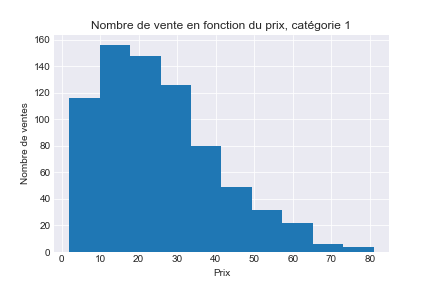 Nombre de vente en fonction du prix, catégorie 1
160
140
120
100
80
60
40
20
0
Nombre de ventes
0 10 20 30 40 50 60 70 80
Prix